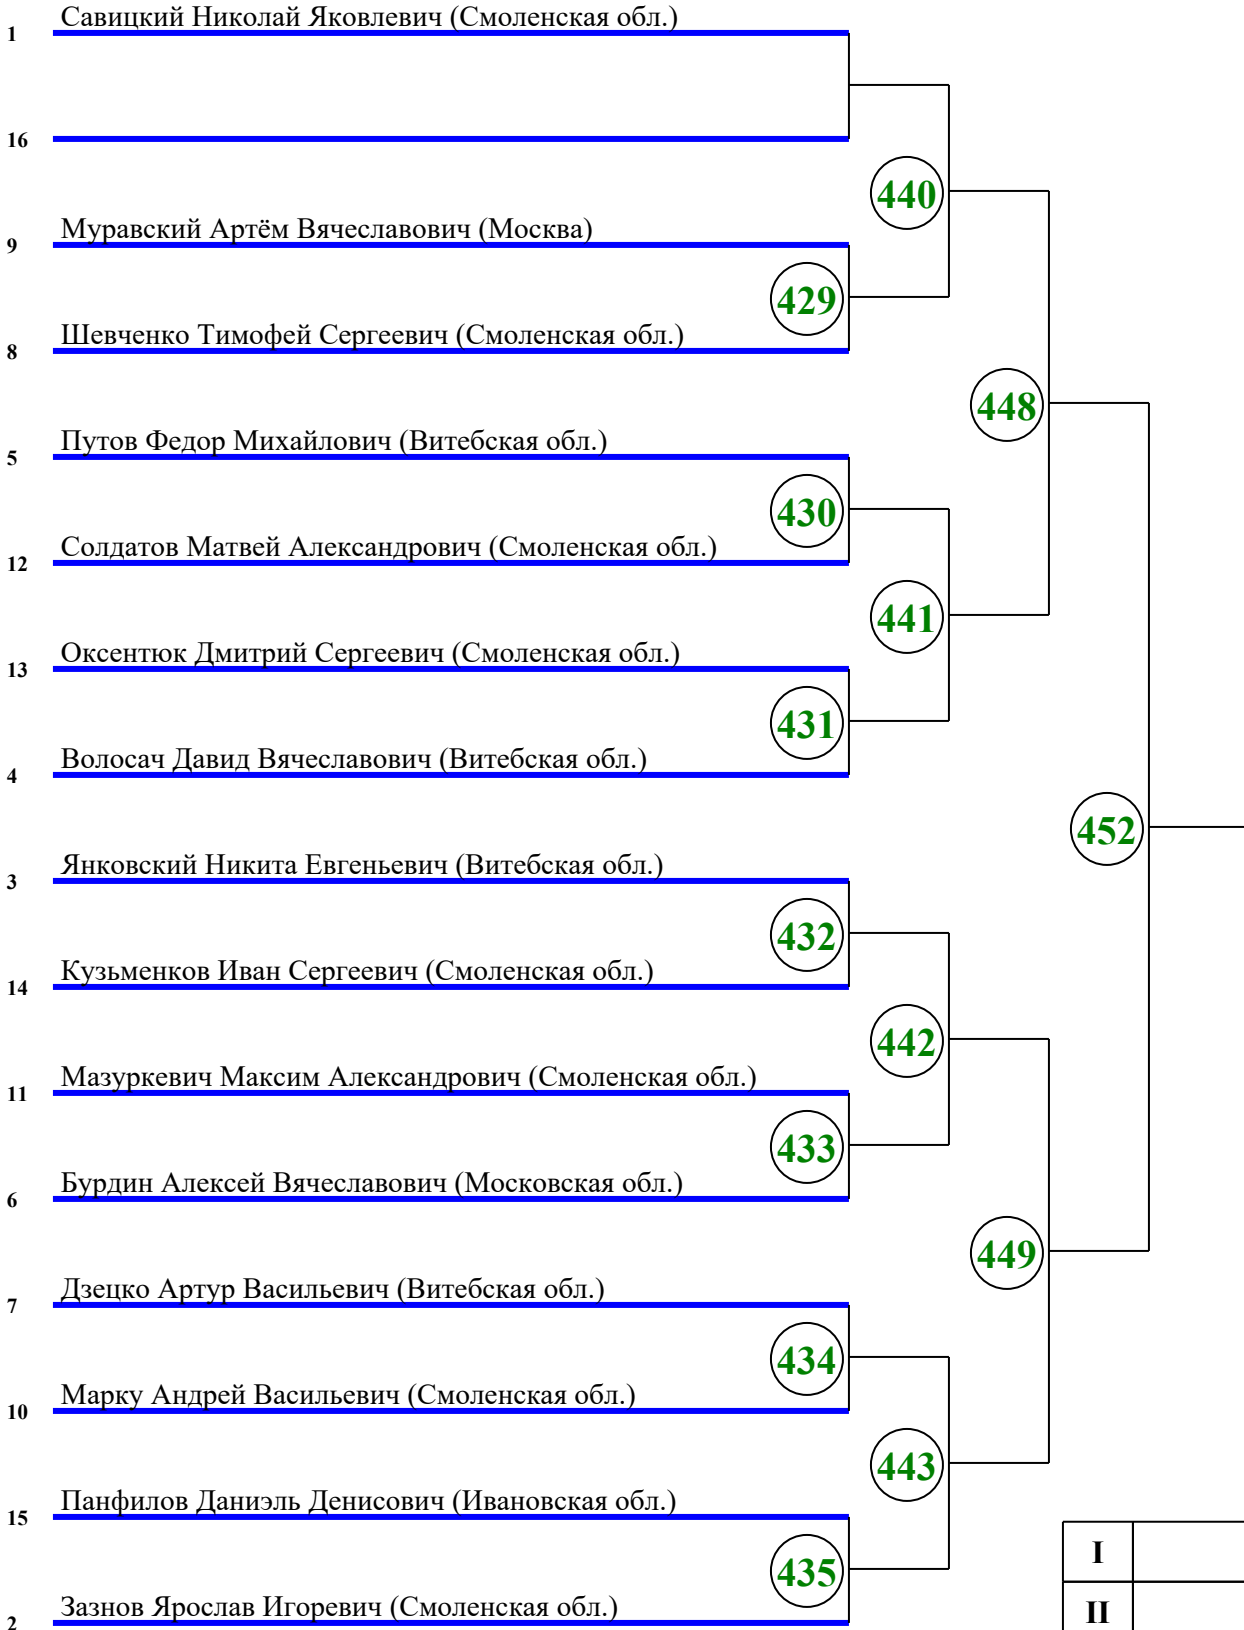 Савицкий Николай Яковлевич (Смоленская обл.)
1
16
440
Муравский Артём Вячеславович (Москва)
9
429
Шевченко Тимофей Сергеевич (Смоленская обл.)
8
448
Путов Федор Михайлович (Витебская обл.)
5
430
Солдатов Матвей Александрович (Смоленская обл.)
12
441
Оксентюк Дмитрий Сергеевич (Смоленская обл.)
13
431
Волосач Давид Вячеславович (Витебская обл.)
4
452
Янковский Никита Евгеньевич (Витебская обл.)
3
432
Кузьменков Иван Сергеевич (Смоленская обл.)
14
442
Мазуркевич Максим Александрович (Смоленская обл.)
11
433
Бурдин Алексей Вячеславович (Московская обл.)
6
449
Дзецко Артур Васильевич (Витебская обл.)
7
434
Марку Андрей Васильевич (Смоленская обл.)
10
443
Панфилов Даниэль Денисович (Ивановская обл.)
15
I
435
Зазнов Ярослав Игоревич (Смоленская обл.)
2
II